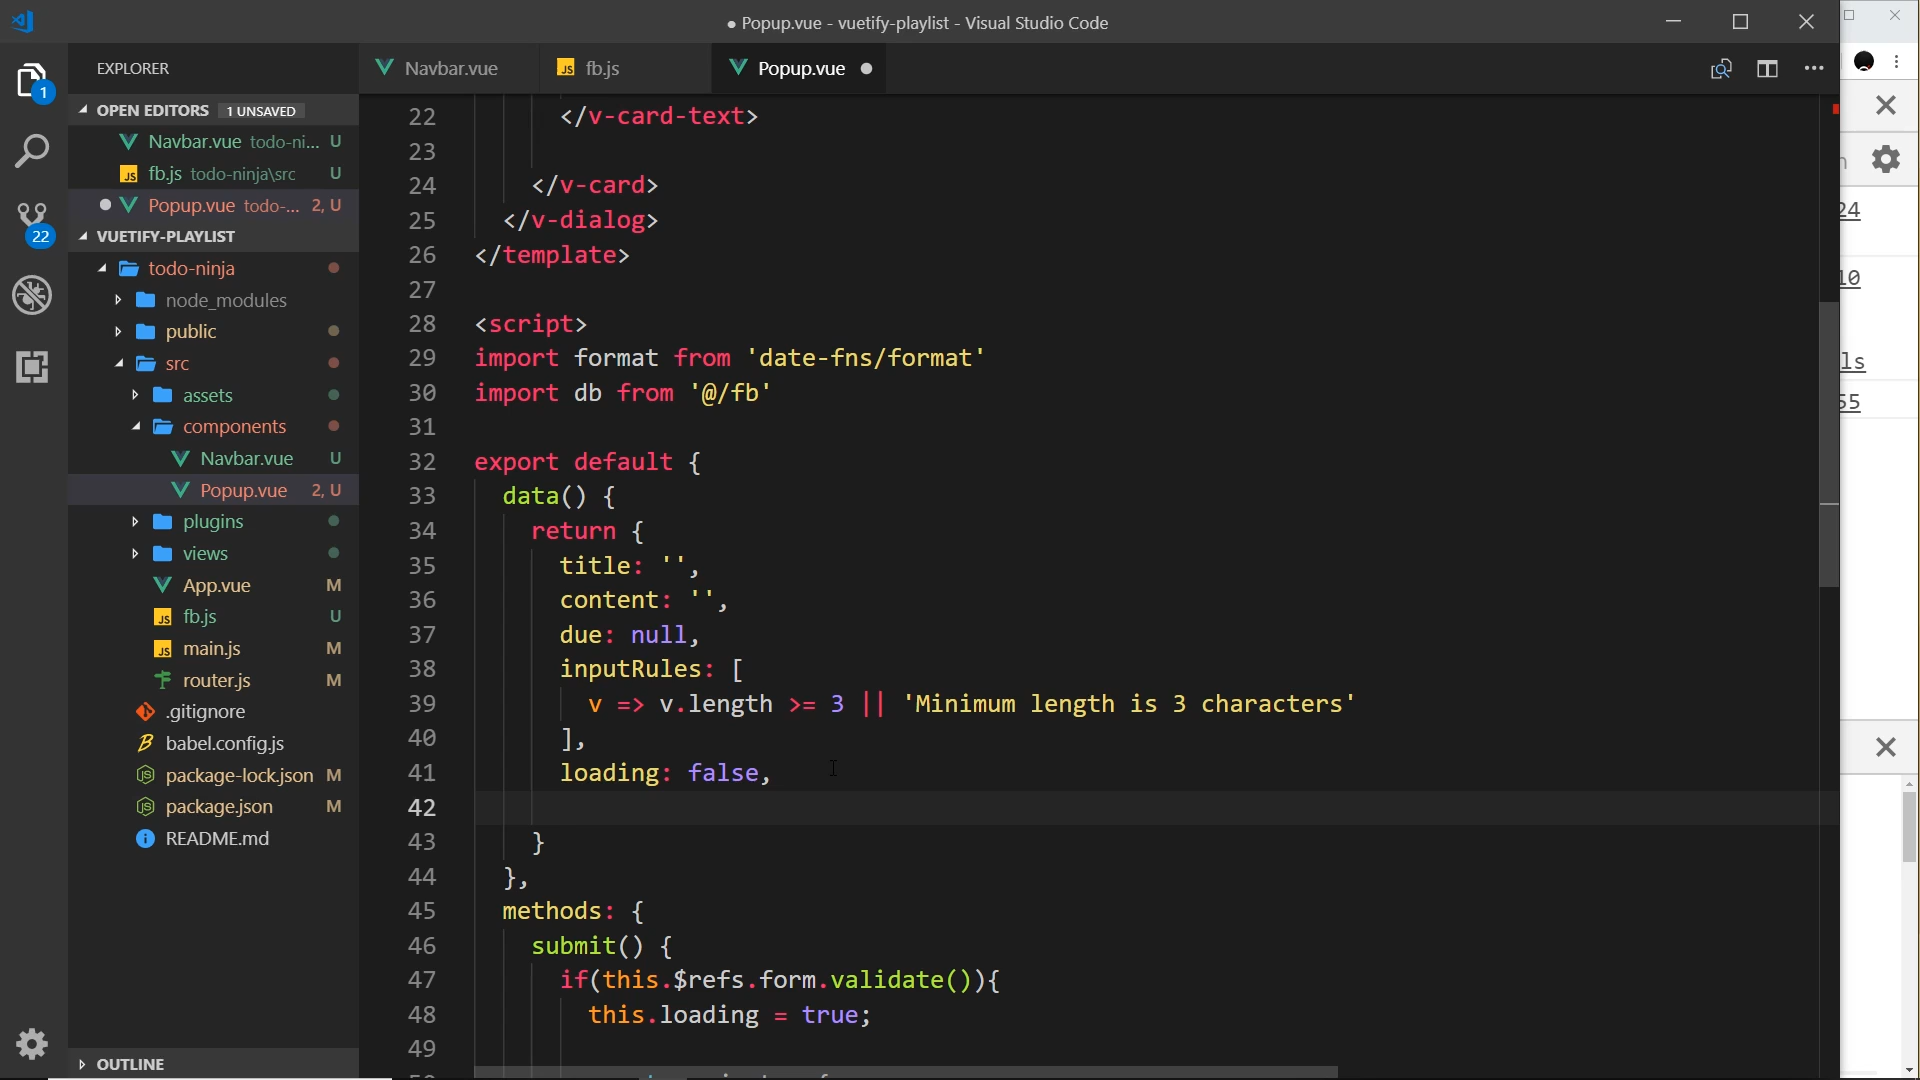 ● Popup.vue - vuetify-playlist - Visual Studio Code
EXPLORER
OPEN EDITORS 1 UNSAVED
Navbar.vue todo-ni... U
fb.js todo-ninja\src U
Popup.vue todo-... 2, U
VUETIFY-PLAYLIST
todo-ninja
node_modules
public
src
assets
components
Navbar.vue U
Popup.vue 2, U
plugins
views
App.vue M
fb.js U
main.js M
router.js M
.gitignore
babel.config.js
package-lock.json M
package.json M
README.md
OUTLINE
1
22
Navbar.vue
fb.js
Popup.vue
22 </v-card-text>
23
24 </v-card>
25 </v-dialog>
26 </template>
27
28 <script>
29 import format from 'date-fns/format'
30 import db from '@/fb'
31
32 export default {
33 data() {
34 return {
35 title: '',
36 content: '',
37 due: null,
38 inputRules: [
39 v => v.length >= 3 || 'Minimum length is 3 characters'
40 ],
41 loading: false,
42
43 }
44 },
45 methods: {
46 submit() {
47 if(this.$refs.form.validate()){
48 this.loading = true;
49
24
10
ls
55